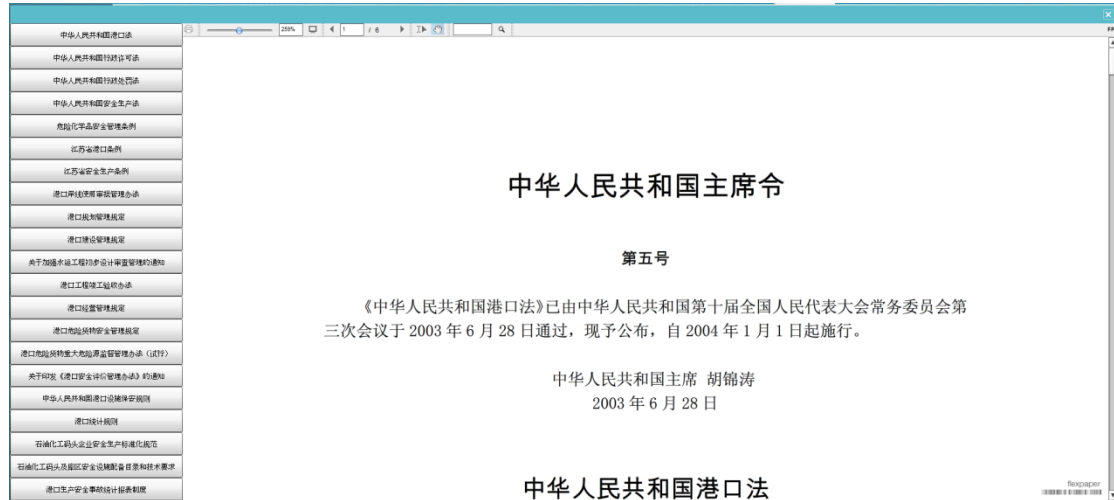 中华人民共和国港口法
中华人民共和国行政许可法
中华人民共和国行政处罚法
中华人民共和国安全生产法
危险化学品安全管理条例
江苏省港口条例
江苏省安全生产条例
港口岸线使用审批管理办法
港口规划管理规定
港口建设管理规定
关于加强水运工程初步设计审查管理的通知
港口工程竣工验收办法
港口经营管理规定
港口危险货物安全管理规定
港口危险货物重大危险源监督管理办法（试行）
关于印发《港口安全评价管理办法》的通知
中华人民共和国港口设施保安规则
港口统计规则
石油化工码头企业安全生产标准化规范
石油化工码头及库区安全设施配备目录和技术要求
港口生产安全事故统计报表制度
259% 1 / 6
中华人民共和国主席令
第五号
《中华人民共和国港口法》已由中华人民共和国第十届全国人民代表大会常务委员会第
三次会议于 2003 年 6 月 28 日通过，现予公布，自 2004 年 1 月 1 日起施行。
中华人民共和国主席 胡锦涛
2003 年 6 月 28 日
中华人民共和国港口法
flexpaper